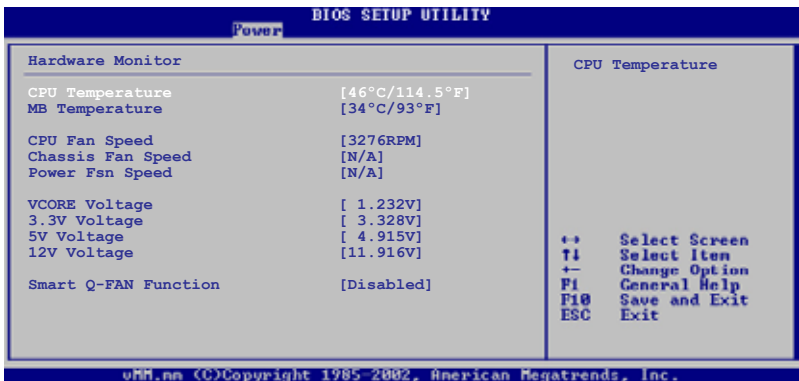 BIOS SETUP UTILITY
Power
Hardware Monitor
CPU Temperature [46°C/114.5°F]
MB Temperature [34°C/93°F]
CPU Fan Speed [3276RPM]
Chassis Fan Speed [N/A]
Power Fsn Speed [N/A]
VCORE Voltage [ 1.232V]
3.3V Voltage [ 3.328V]
5V Voltage [ 4.915V]
12V Voltage [11.916V]
Smart Q-FAN Function [Disabled]
CPU Temperature
↔ Select Screen
↑↓ Select Item
+- Change Option
F1 General Help
F10 Save and Exit
ESC Exit
vMM.mm (C)Copyright 1985-2002, American Megatrends, Inc.